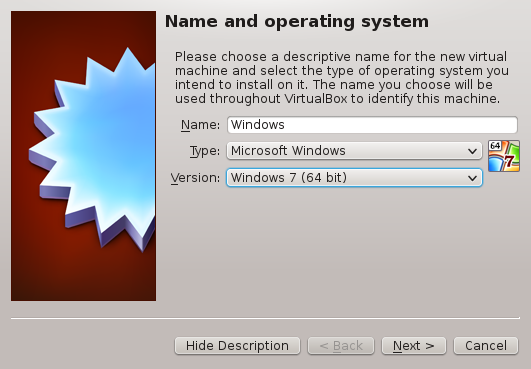 Name and operating system
Please choose a descriptive name for the new virtual
machine and select the type of operating system you
intend to install on it. The name you choose will be
used throughout VirtualBox to identify this machine.
Name: Windows
Type: Microsoft Windows
64
7
Version: Windows 7 (64 bit)
Hide Description < Back Next > Cancel